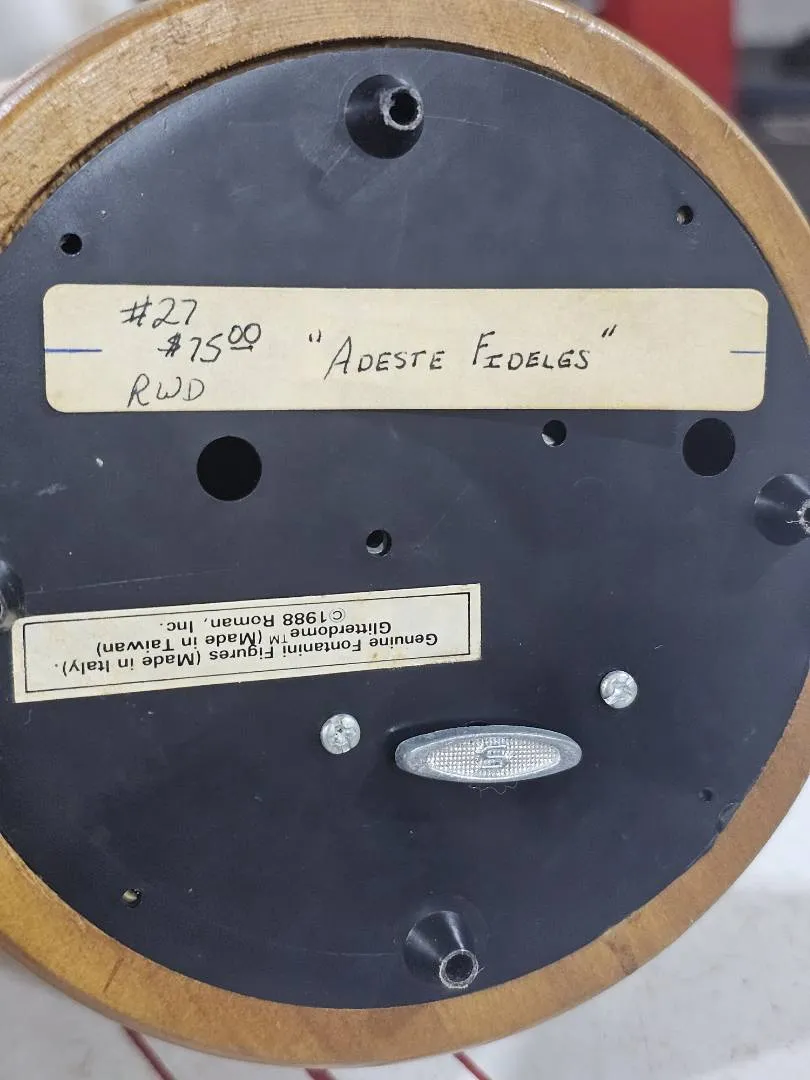 #27
$75.00 "ADESTE FIDELES"
RWD
Genuine Fontanini Figures (Made in Italy).
Glitterdome™ (Made in Taiwan)
©1988 Roman, Inc.
S